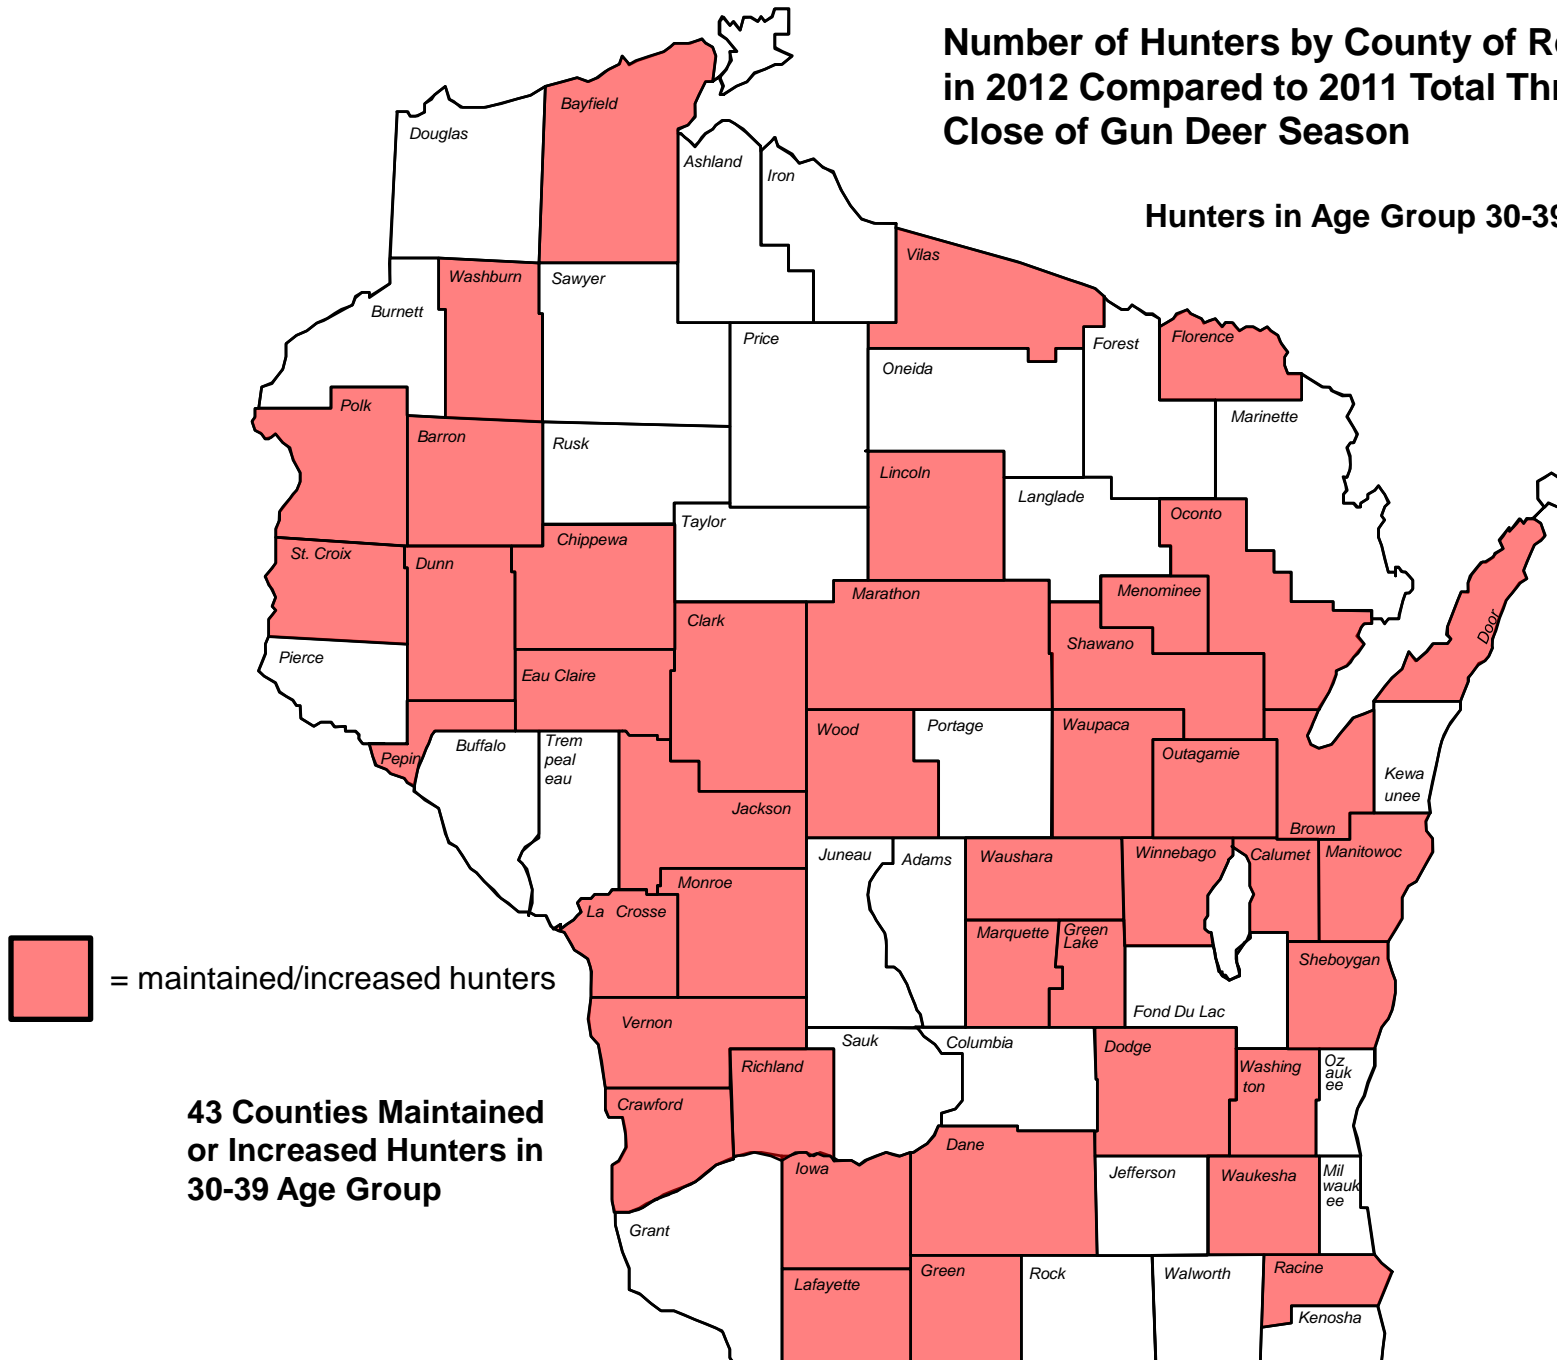 Number of Hunters by County of
in 2012 Compared to 2011 Total
Close of Gun Deer Season
Hunters in Age Group 30-39
Bayfield
Douglas
Ashland
Iron
Vilas
Washburn
Sawyer
Burnett
Price
Florence
Forest
Oneida
Polk
Marinette
Barron
Rusk
Lincoln
Langlade
Oconto
Taylor
Chippewa
St. Croix
Dunn
Marathon
Menominee
Clark
Door
Shawano
Pierce
Eau Claire
Wood
Portage
Waupaca
Buffalo
Trem
peal
eau
Outagamie
Pepin
Kewa
unee
Jackson
Brown
Juneau
Adams
Waushara
Winnebago
Calumet
Manitowoc
Monroe
La Crosse
Marquette
Green
Lake
Sheboygan
= maintained/increased hunters
Fond Du Lac
Vernon
Sauk
Columbia
Dodge
Richland
Washing
ton
Oz
auk
ee
Crawford
43 Counties Maintained
or Increased Hunters in
30-39 Age Group
Dane
Iowa
Jefferson
Waukesha
Mil
wauk
ee
Grant
Lafayette
Green
Rock
Walworth
Racine
Kenosha